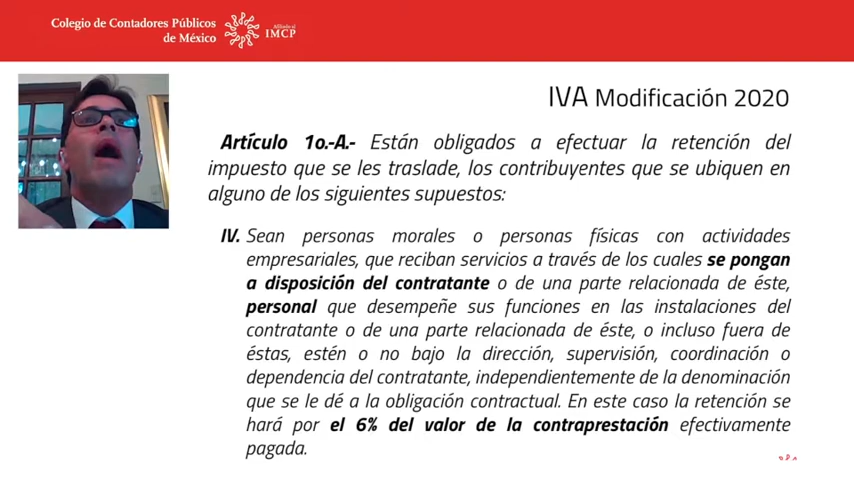 Colegio de Contadores Públicos
de México
Afiliado al
IMCP
IVA Modificación 2020
Artículo 1o.-A.- Están obligados a efectuar la retención del
impuesto que se les traslade, los contribuyentes que se ubiquen en
alguno de los siguientes supuestos:
IV. Sean personas morales o personas físicas con actividades
empresariales, que reciban servicios a través de los cuales se pongan
a disposición del contratante o de una parte relacionada de éste,
personal que desempeñe sus funciones en las instalaciones del
contratante o de una parte relacionada de éste, o incluso fuera de
éstas, estén o no bajo la dirección, supervisión, coordinación o
dependencia del contratante, independientemente de la denominación
que se le dé a la obligación contractual. En este caso la retención se
hará por el 6% del valor de la contraprestación efectivamente
pagada.